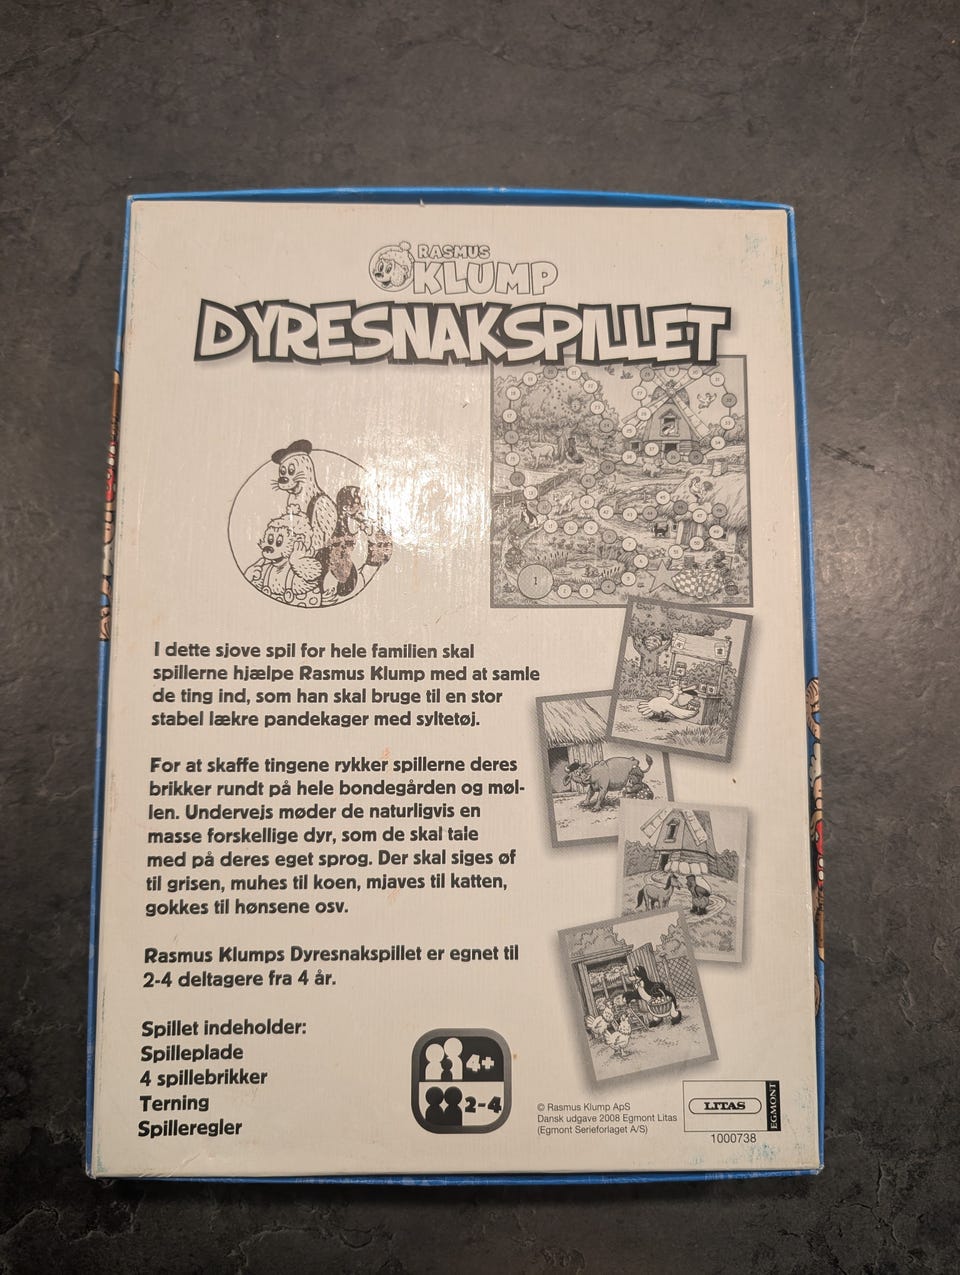 RASMUS
KLUMP
DYRESNAKSPILLET
1
I dette sjove spil for hele familien skal
spillerne hjælpe Rasmus Klump med at samle
de ting ind, som han skal bruge til en stor
stabel lækre pandekager med syltetøj.
For at skaffe tingene rykker spillerne deres
brikker rundt på hele bondegården og møl-
len. Undervejs møder de naturligvis en
masse forskellige dyr, som de skal tale
med på deres eget sprog. Der skal siges øf
til grisen, muhes til koen, mjaves til katten,
gokkes til hønsene osv.
Rasmus Klumps Dyresnakspillet er egnet til
2-4 deltagere fra 4 år.
Spillet indeholder:
Spilleplade
4 spillebrikker
Terning
Spilleregler
4+
2-4
© Rasmus Klump ApS
Dansk udgave 2008 Egmont Litas
(Egmont Serieforlaget A/S)
LITAS
EGMONT
1000738